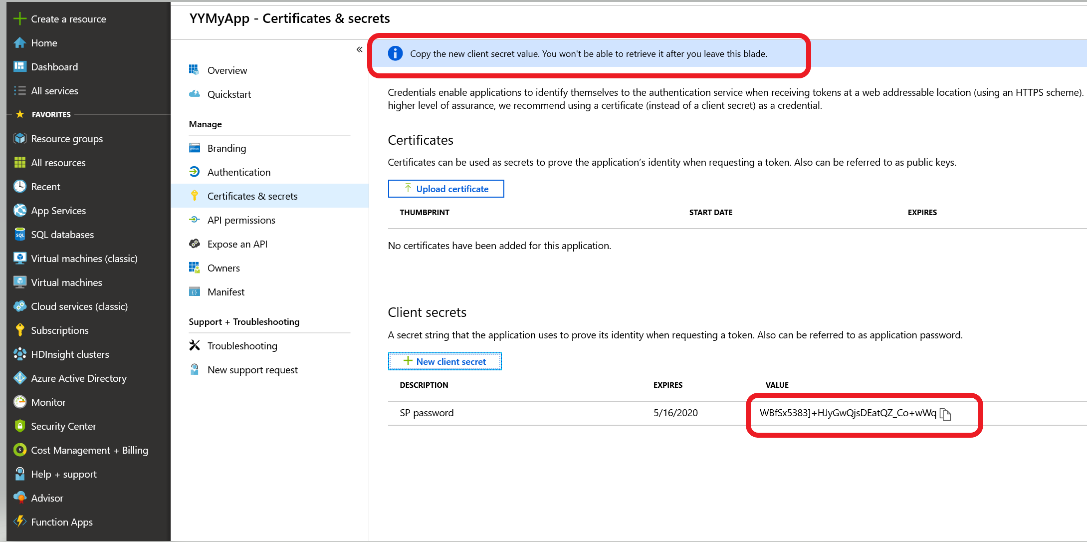 Create a resource
Home
Dashboard
All services
FAVORITES
Resource groups
All resources
Recent
App Services
SQL databases
Virtual machines (classic)
Virtual machines
Cloud services (classic)
Subscriptions
HDInsight clusters
Azure Active Directory
Monitor
Security Center
Cost Management + Billing
Help + support
Advisor
Function Apps
YYMyApp - Certificates & secrets
«
Overview
Quickstart
Manage
Branding
Authentication
Certificates & secrets
API permissions
Expose an API
Owners
Manifest
Support + Troubleshooting
Troubleshooting
New support request
Copy the new client secret value. You won't be able to retrieve it after you leave this blade.
Credentials enable applications to identify themselves to the authentication service when receiving tokens at a web addressable location (using an HTTPS scheme).
higher level of assurance, we recommend using a certificate (instead of a client secret) as a credential.
Certificates
Certificates can be used as secrets to prove the application's identity when requesting a token. Also can be referred to as public keys.
Upload certificate
THUMBPRINT START DATE EXPIRES
No certificates have been added for this application.
Client secrets
A secret string that the application uses to prove its identity when requesting a token. Also can be referred to as application password.
New client secret
DESCRIPTION EXPIRES VALUE
SP password 5/16/2020 WBfSx5383]+HJyGwQjsDEatQZ_Co+wWq